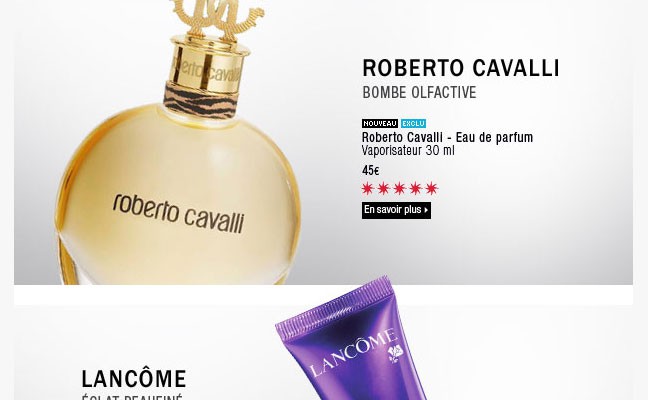 roberto cavalli
roberto cavalli
ROBERTO CAVALLI
BOMBE OLFACTIVE
NOUVEAU EXCLU
Roberto Cavalli - Eau de parfum
Vaporisateur 30 ml
45€
En savoir plus
LANCÔME
LANCÔME
ÉCLAT PEAUFINÉ